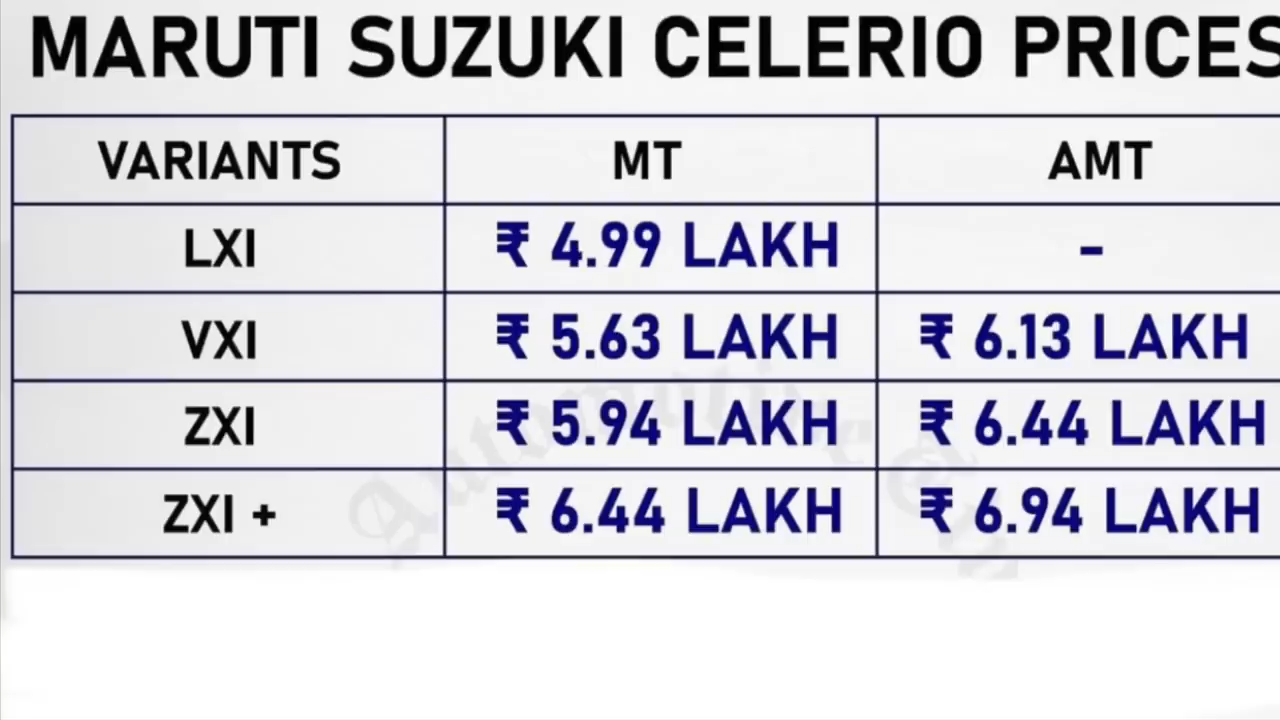 MARUTI SUZUKI CELERIO PRICES
VARIANTS MT AMT
LXI ₹ 4.99 LAKH -
VXI ₹ 5.63 LAKH ₹ 6.13 LAKH
ZXI ₹ 5.94 LAKH ₹ 6.44 LAKH
ZXI + ₹ 6.44 LAKH ₹ 6.94 LAKH
Automotive